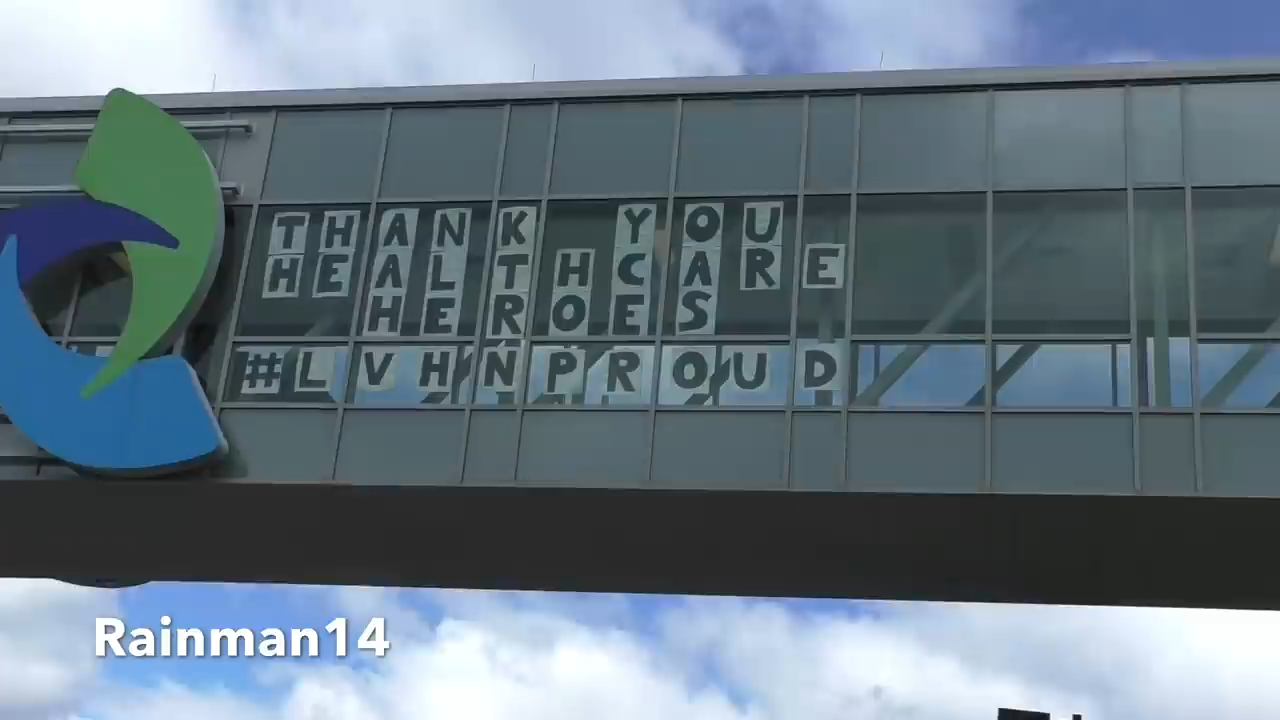 THANK YOU
HEALTHCARE
HEROES
#LVHNPROUD
Rainman14